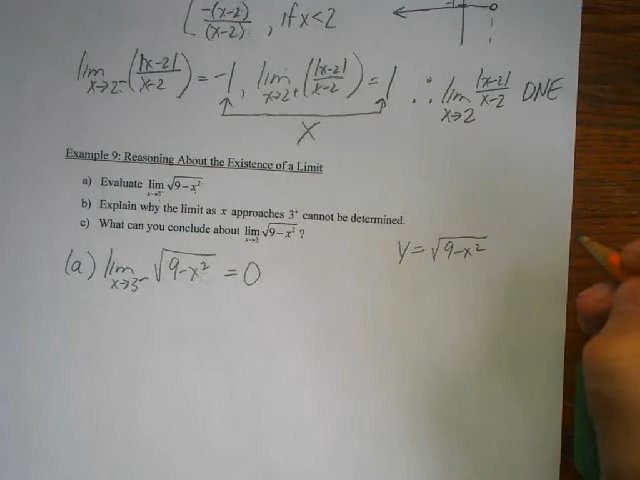 -(x-2)/(x-2) , if x<2
lim x→2⁻ (|x-2|/x-2) = -1, lim x→2⁺ (|x-2|/x-2) = 1 ∴ lim x→2 |x-2|/x-2 DNE
X
Example 9: Reasoning About the Existence of a Limit
a) Evaluate lim x→3⁻ √9-x²
b) Explain why the limit as x approaches 3⁺ cannot be determined.
c) What can you conclude about lim x→3 √9-x² ?
y = √9-x²
(a) lim x→3⁻ √9-x² = 0